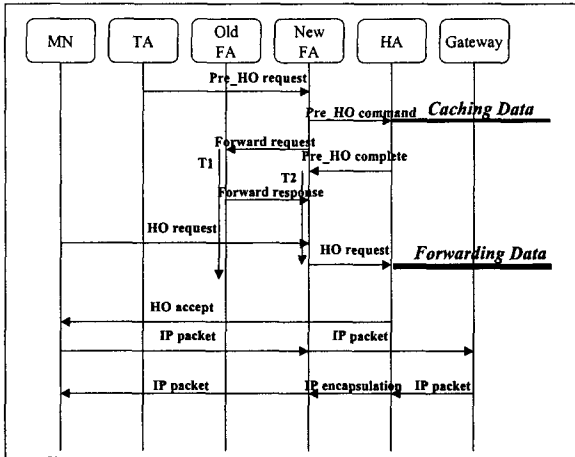 MN
TA
Old
FA
New
FA
HA
Gateway
Pre_HO request
Pre_HO command
Caching Data
Forward request
T1
Pre_HO complete
T2
Forward response
HO request
HO request
Forwarding Data
HO accept
IP packet
IP packet
IP packet
IP encapsulation
IP packet